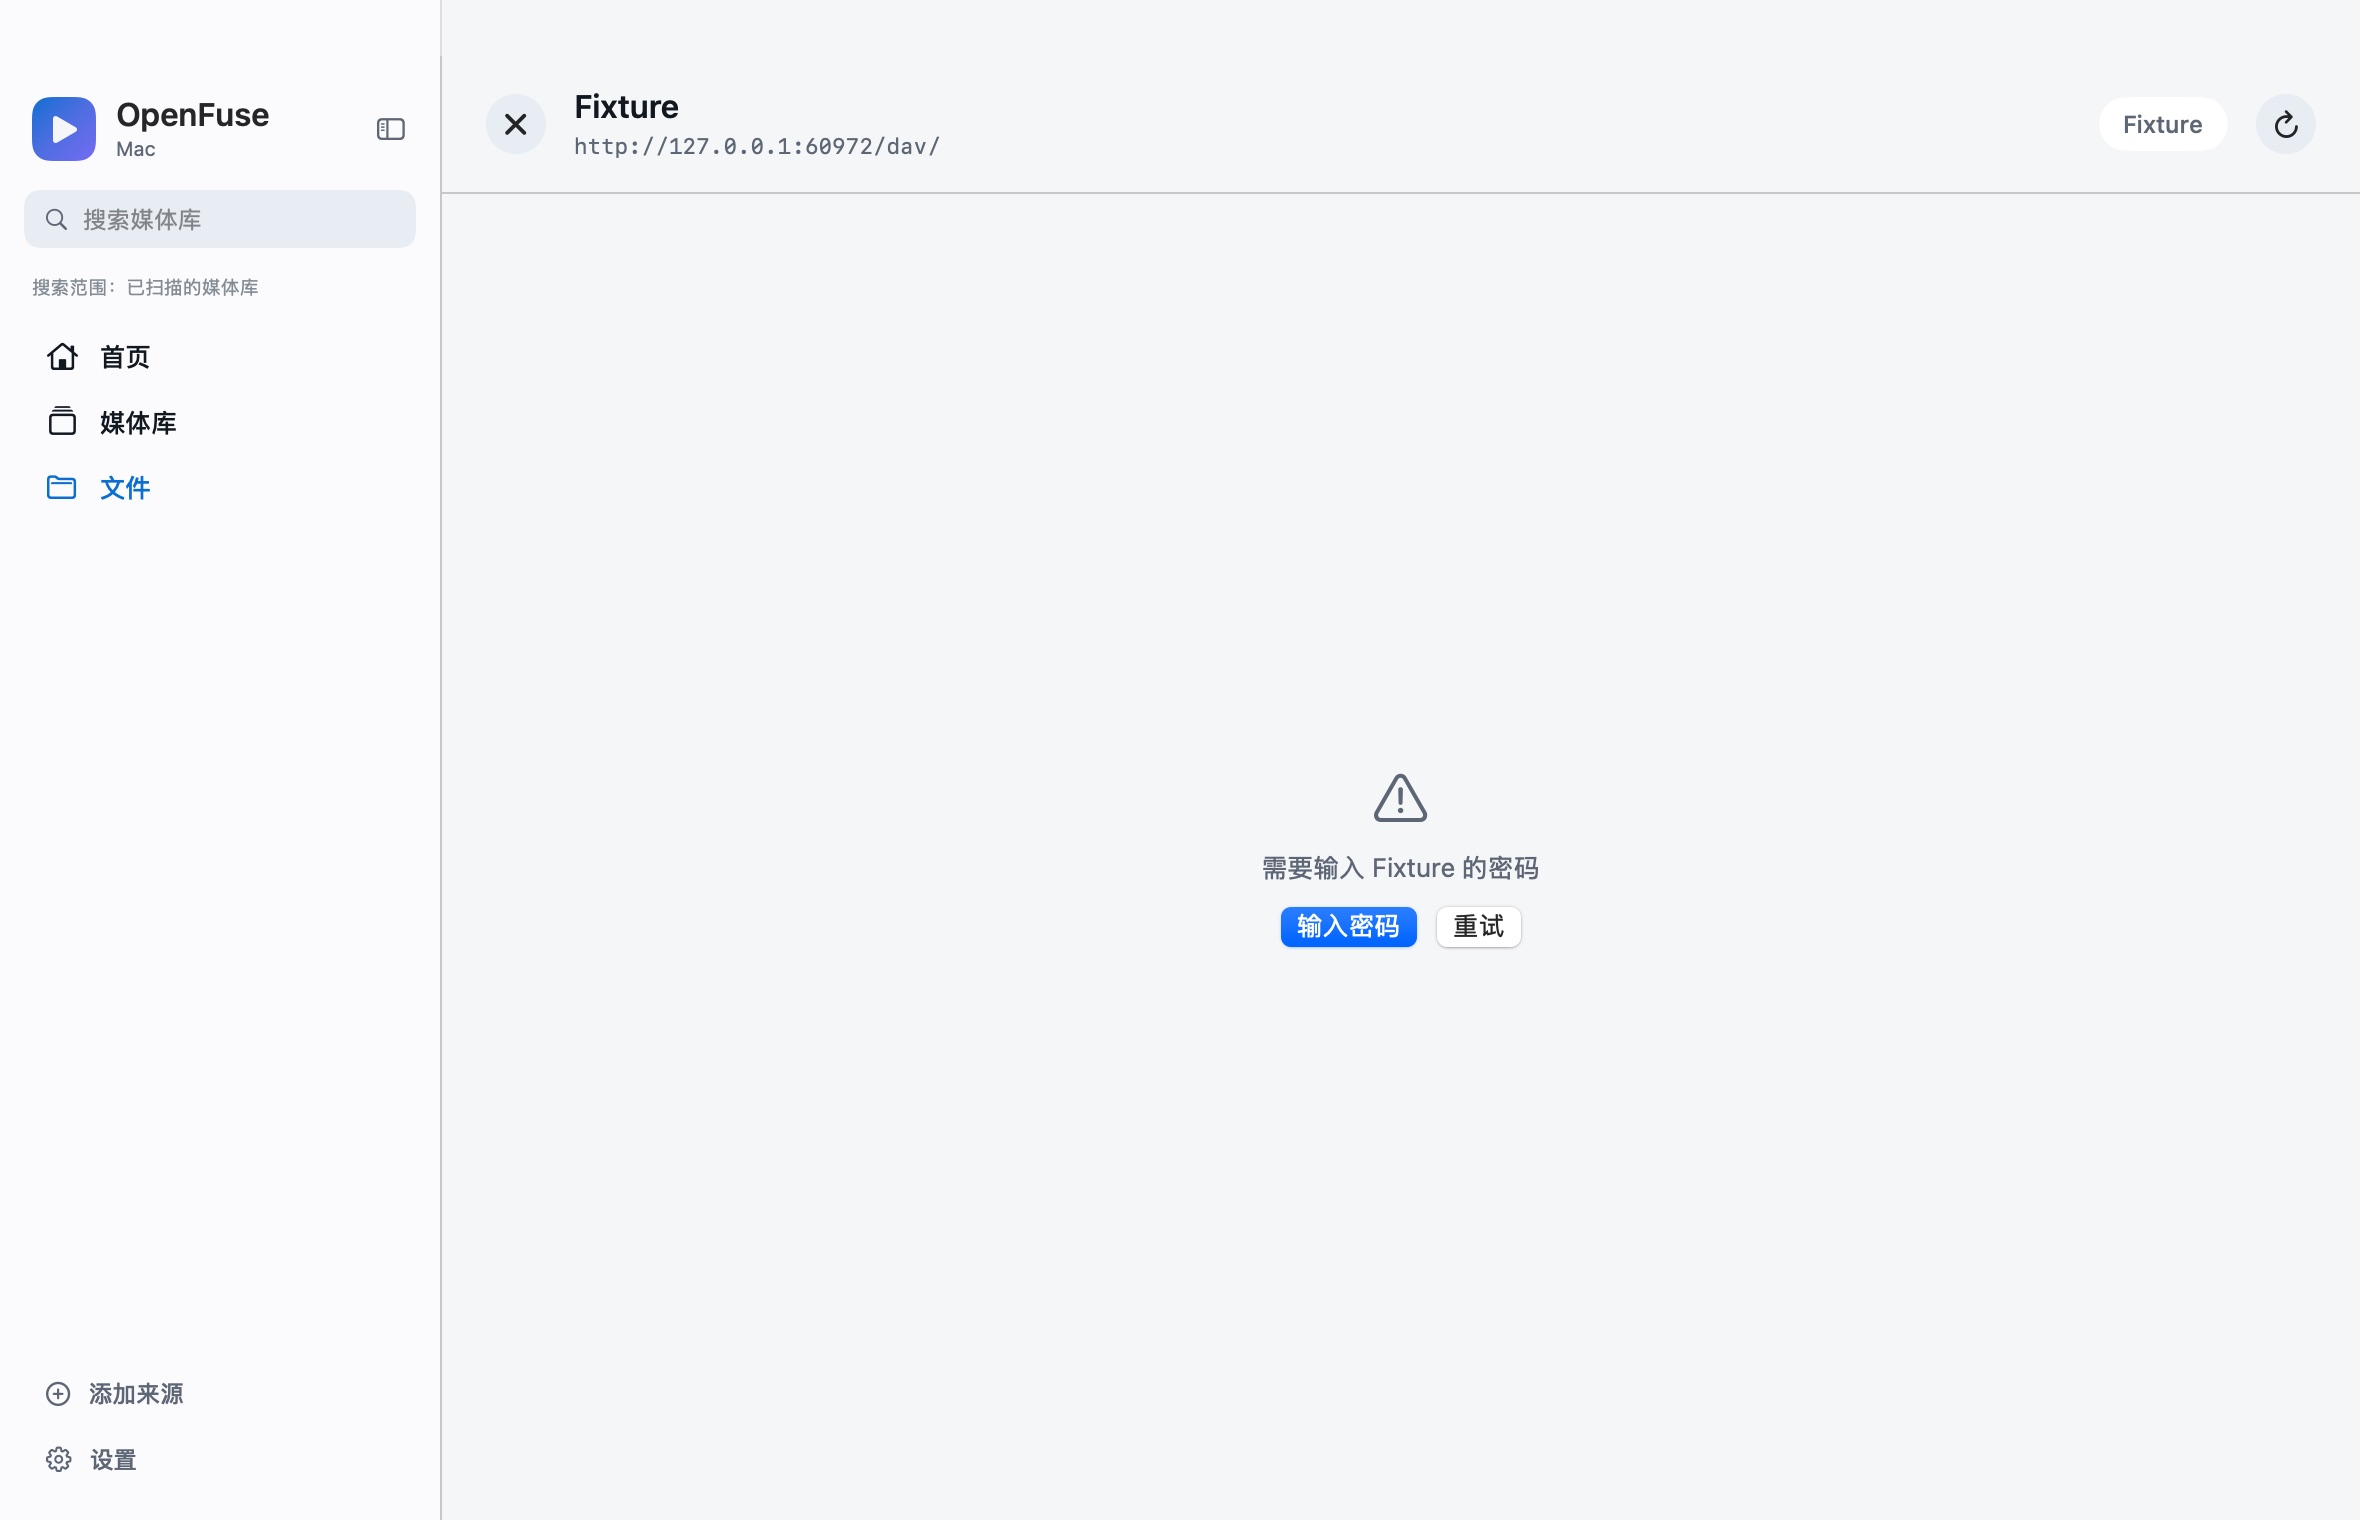 OpenFuse
Mac
搜索媒体库
搜索范围：已扫描的媒体库
首页
媒体库
文件
添加来源
设置
Fixture
http://127.0.0.1:60972/dav/
Fixture
需要输入 Fixture 的密码
输入密码
重试